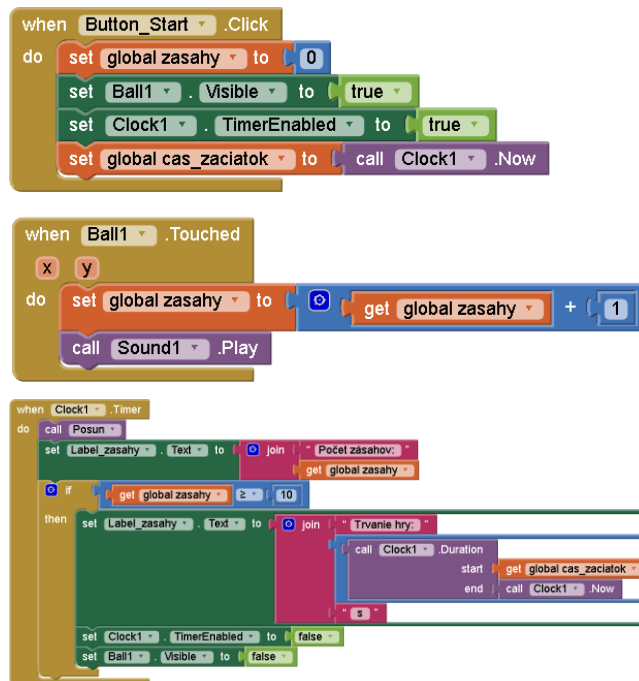 when Button_Start .Click
do set global zasahy to 0
set Ball1 . Visible to true
set Clock1 . TimerEnabled to true
set global cas_zaciatok to call Clock1 .Now
when Ball1 .Touched
x y
do set global zasahy to get global zasahy + 1
call Sound1 .Play
when Clock1 .Timer
do call Posun
set Label_zasahy . Text to join " Počet zásahov: "
get global zasahy
if get global zasahy ≥ 10
then set Label_zasahy . Text to join " Trvanie hry: "
call Clock1 .Duration
start get global cas_zaciatok
end call Clock1 .Now
" s "
set Clock1 . TimerEnabled to false
set Ball1 . Visible to false